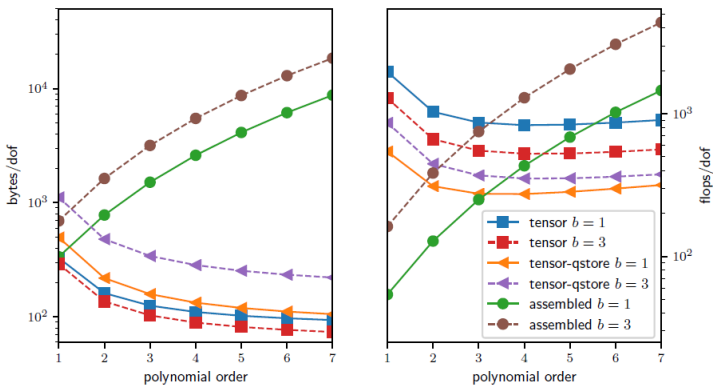 bytes/dof
10^4
10^3
10^2
1 2 3 4 5 6 7
polynomial order
flops/dof
10^3
10^2
1 2 3 4 5 6 7
polynomial order
tensor b = 1
tensor b = 3
tensor-qstore b = 1
tensor-qstore b = 3
assembled b = 1
assembled b = 3